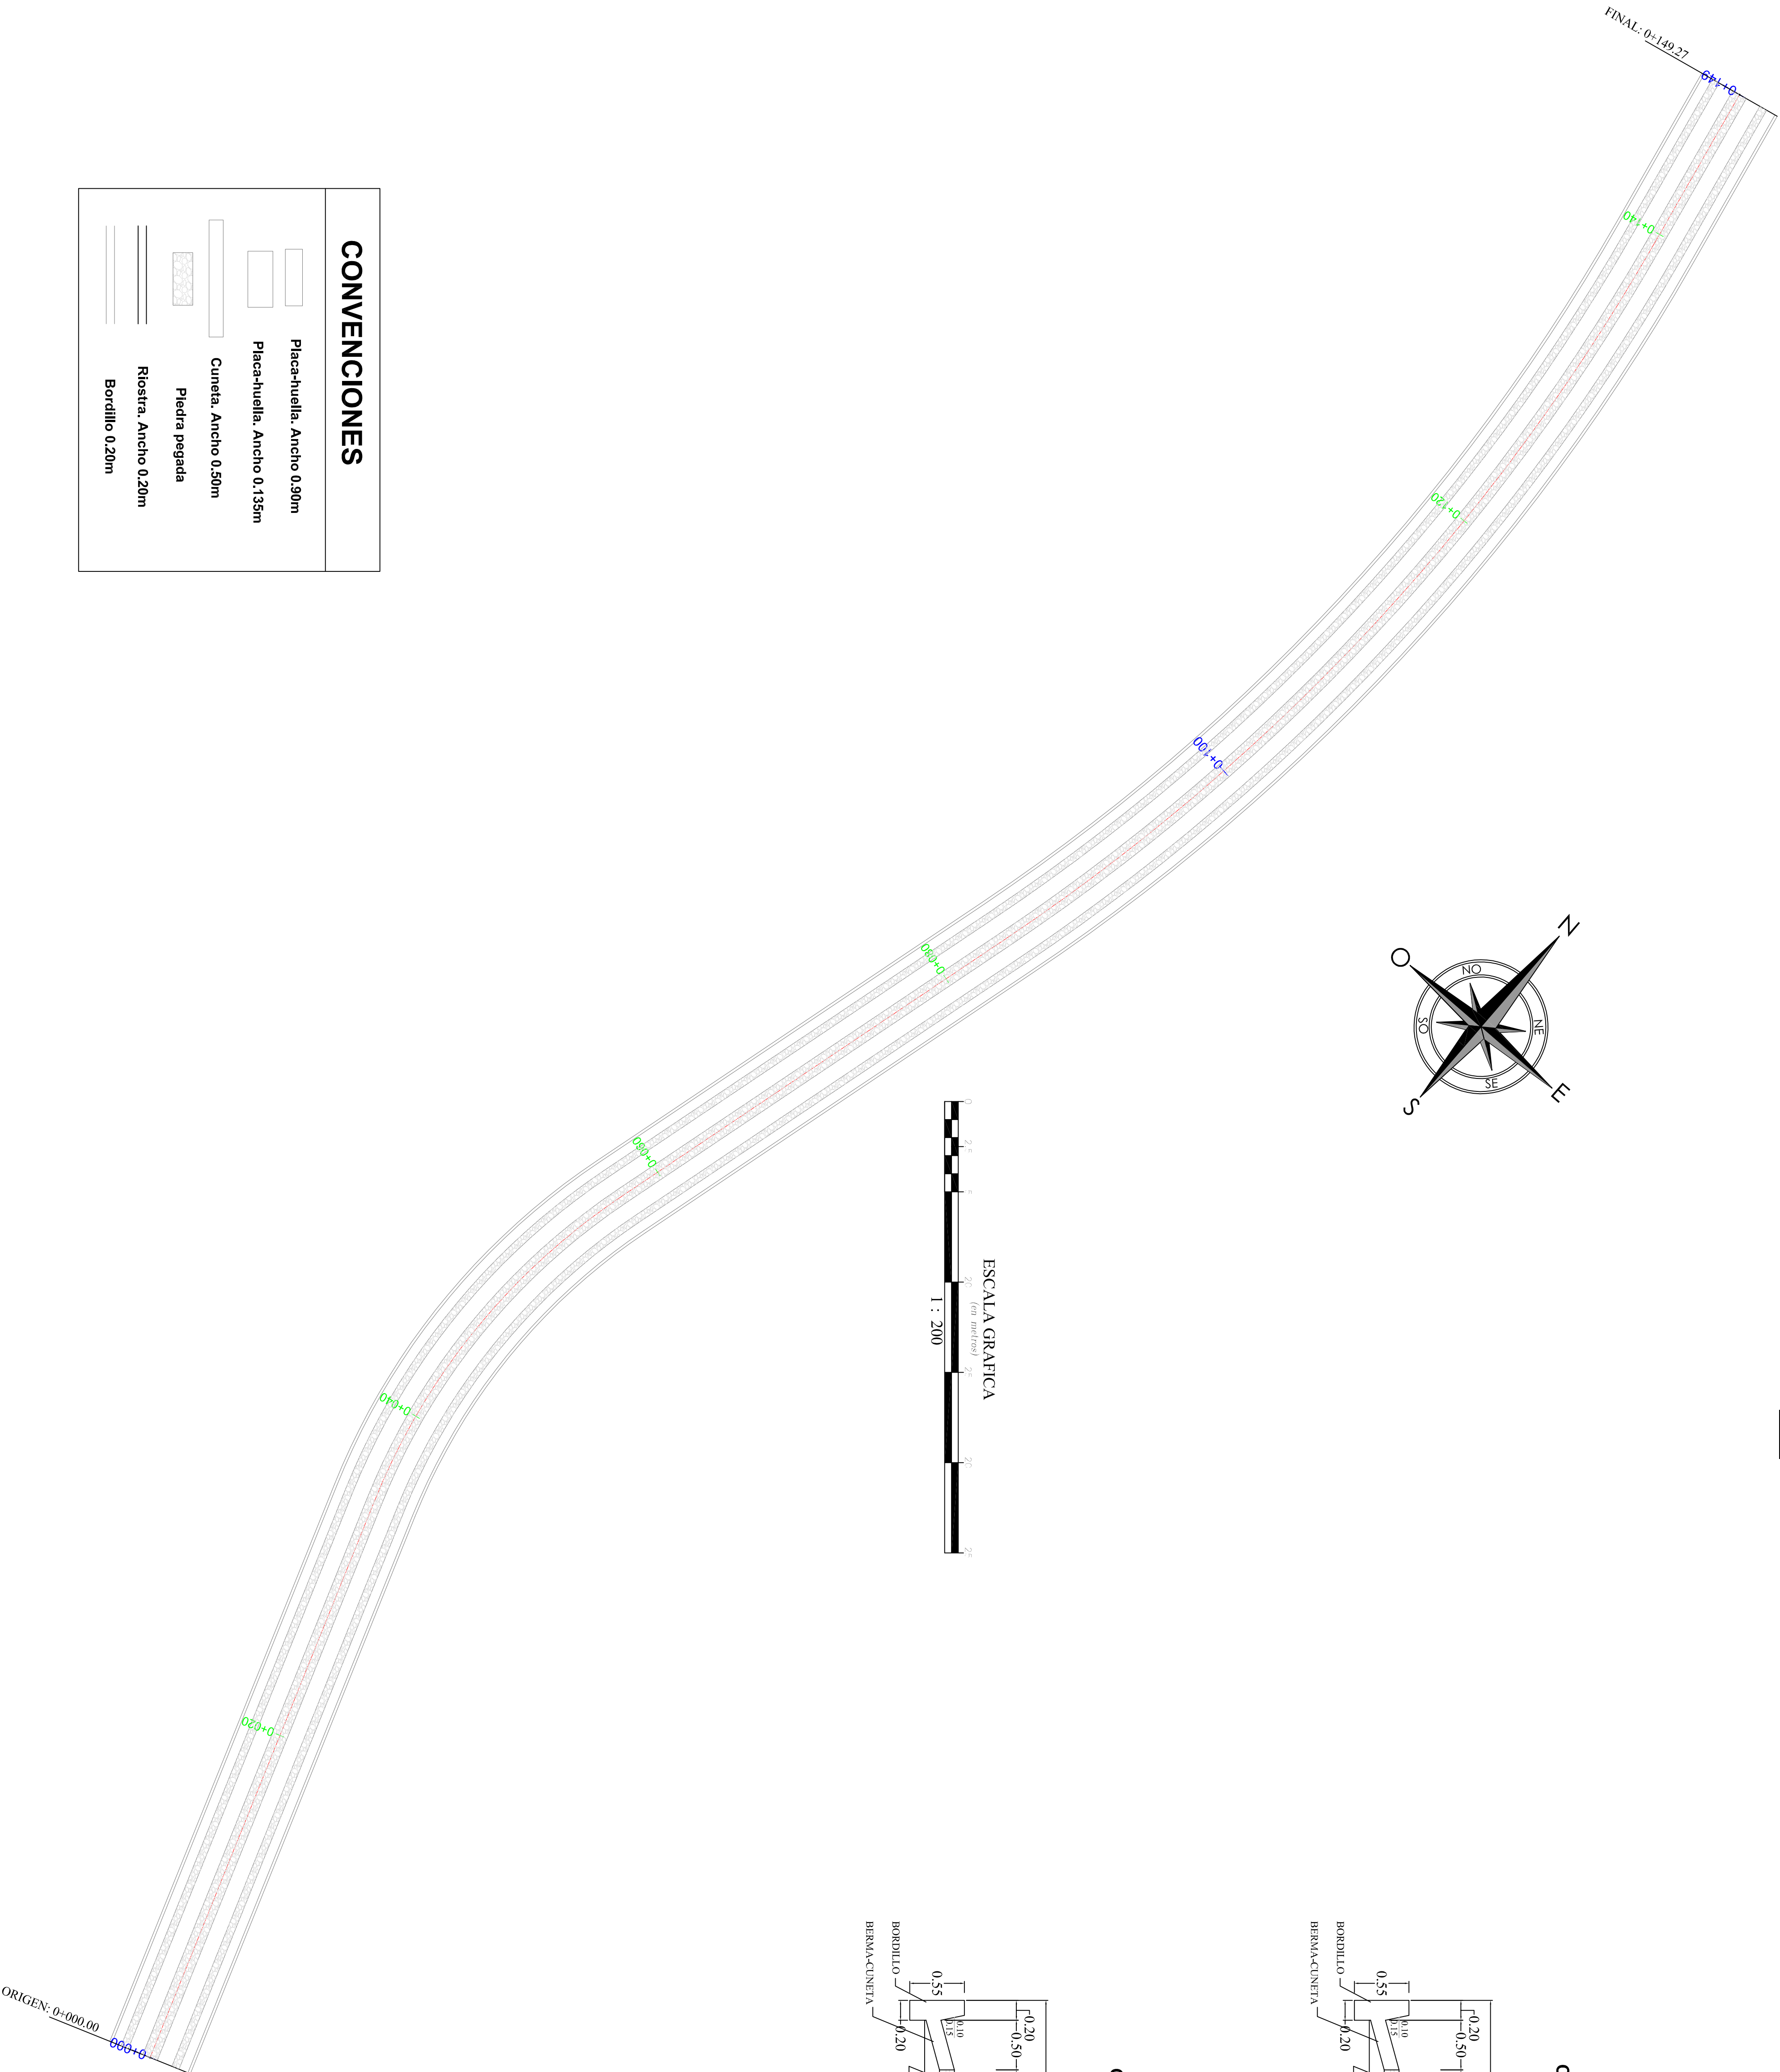 FINAL: 0+149.27
0+149
0+140
0+120
0+100
0+080
0+060
0+040
0+020
0+000
ORIGEN: 0+000.00
CONVENCIONES
Placa-huella. Ancho 0.90m
Placa-huella. Ancho 0.135m
Cuneta. Ancho 0.50m
Piedra pegada
Riostra. Ancho 0.20m
Bordillo 0.20m
N
NE
E
SE
S
SO
O
NO
ESCALA GRAFICA
(en metros)
1 : 200
0.20
0.50
0.10
0.15
0.55
0.20
BORDILLO
BERMA-CUNETA
0.20
0.50
0.10
0.15
0.55
0.20
BORDILLO
BERMA-CUNETA